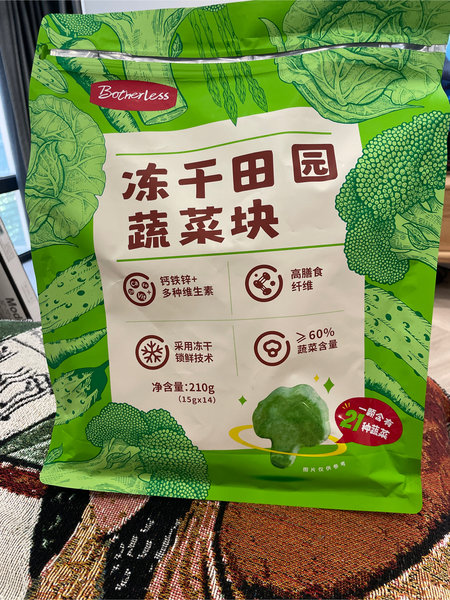 Botherless
冻干田园
蔬菜块
钙铁锌+
多种维生素
高膳食
纤维
采用冻干
锁鲜技术
≥60%
蔬菜含量
净含量:210g
(15gx14)
一颗含有
21种蔬菜
图片仅供参考